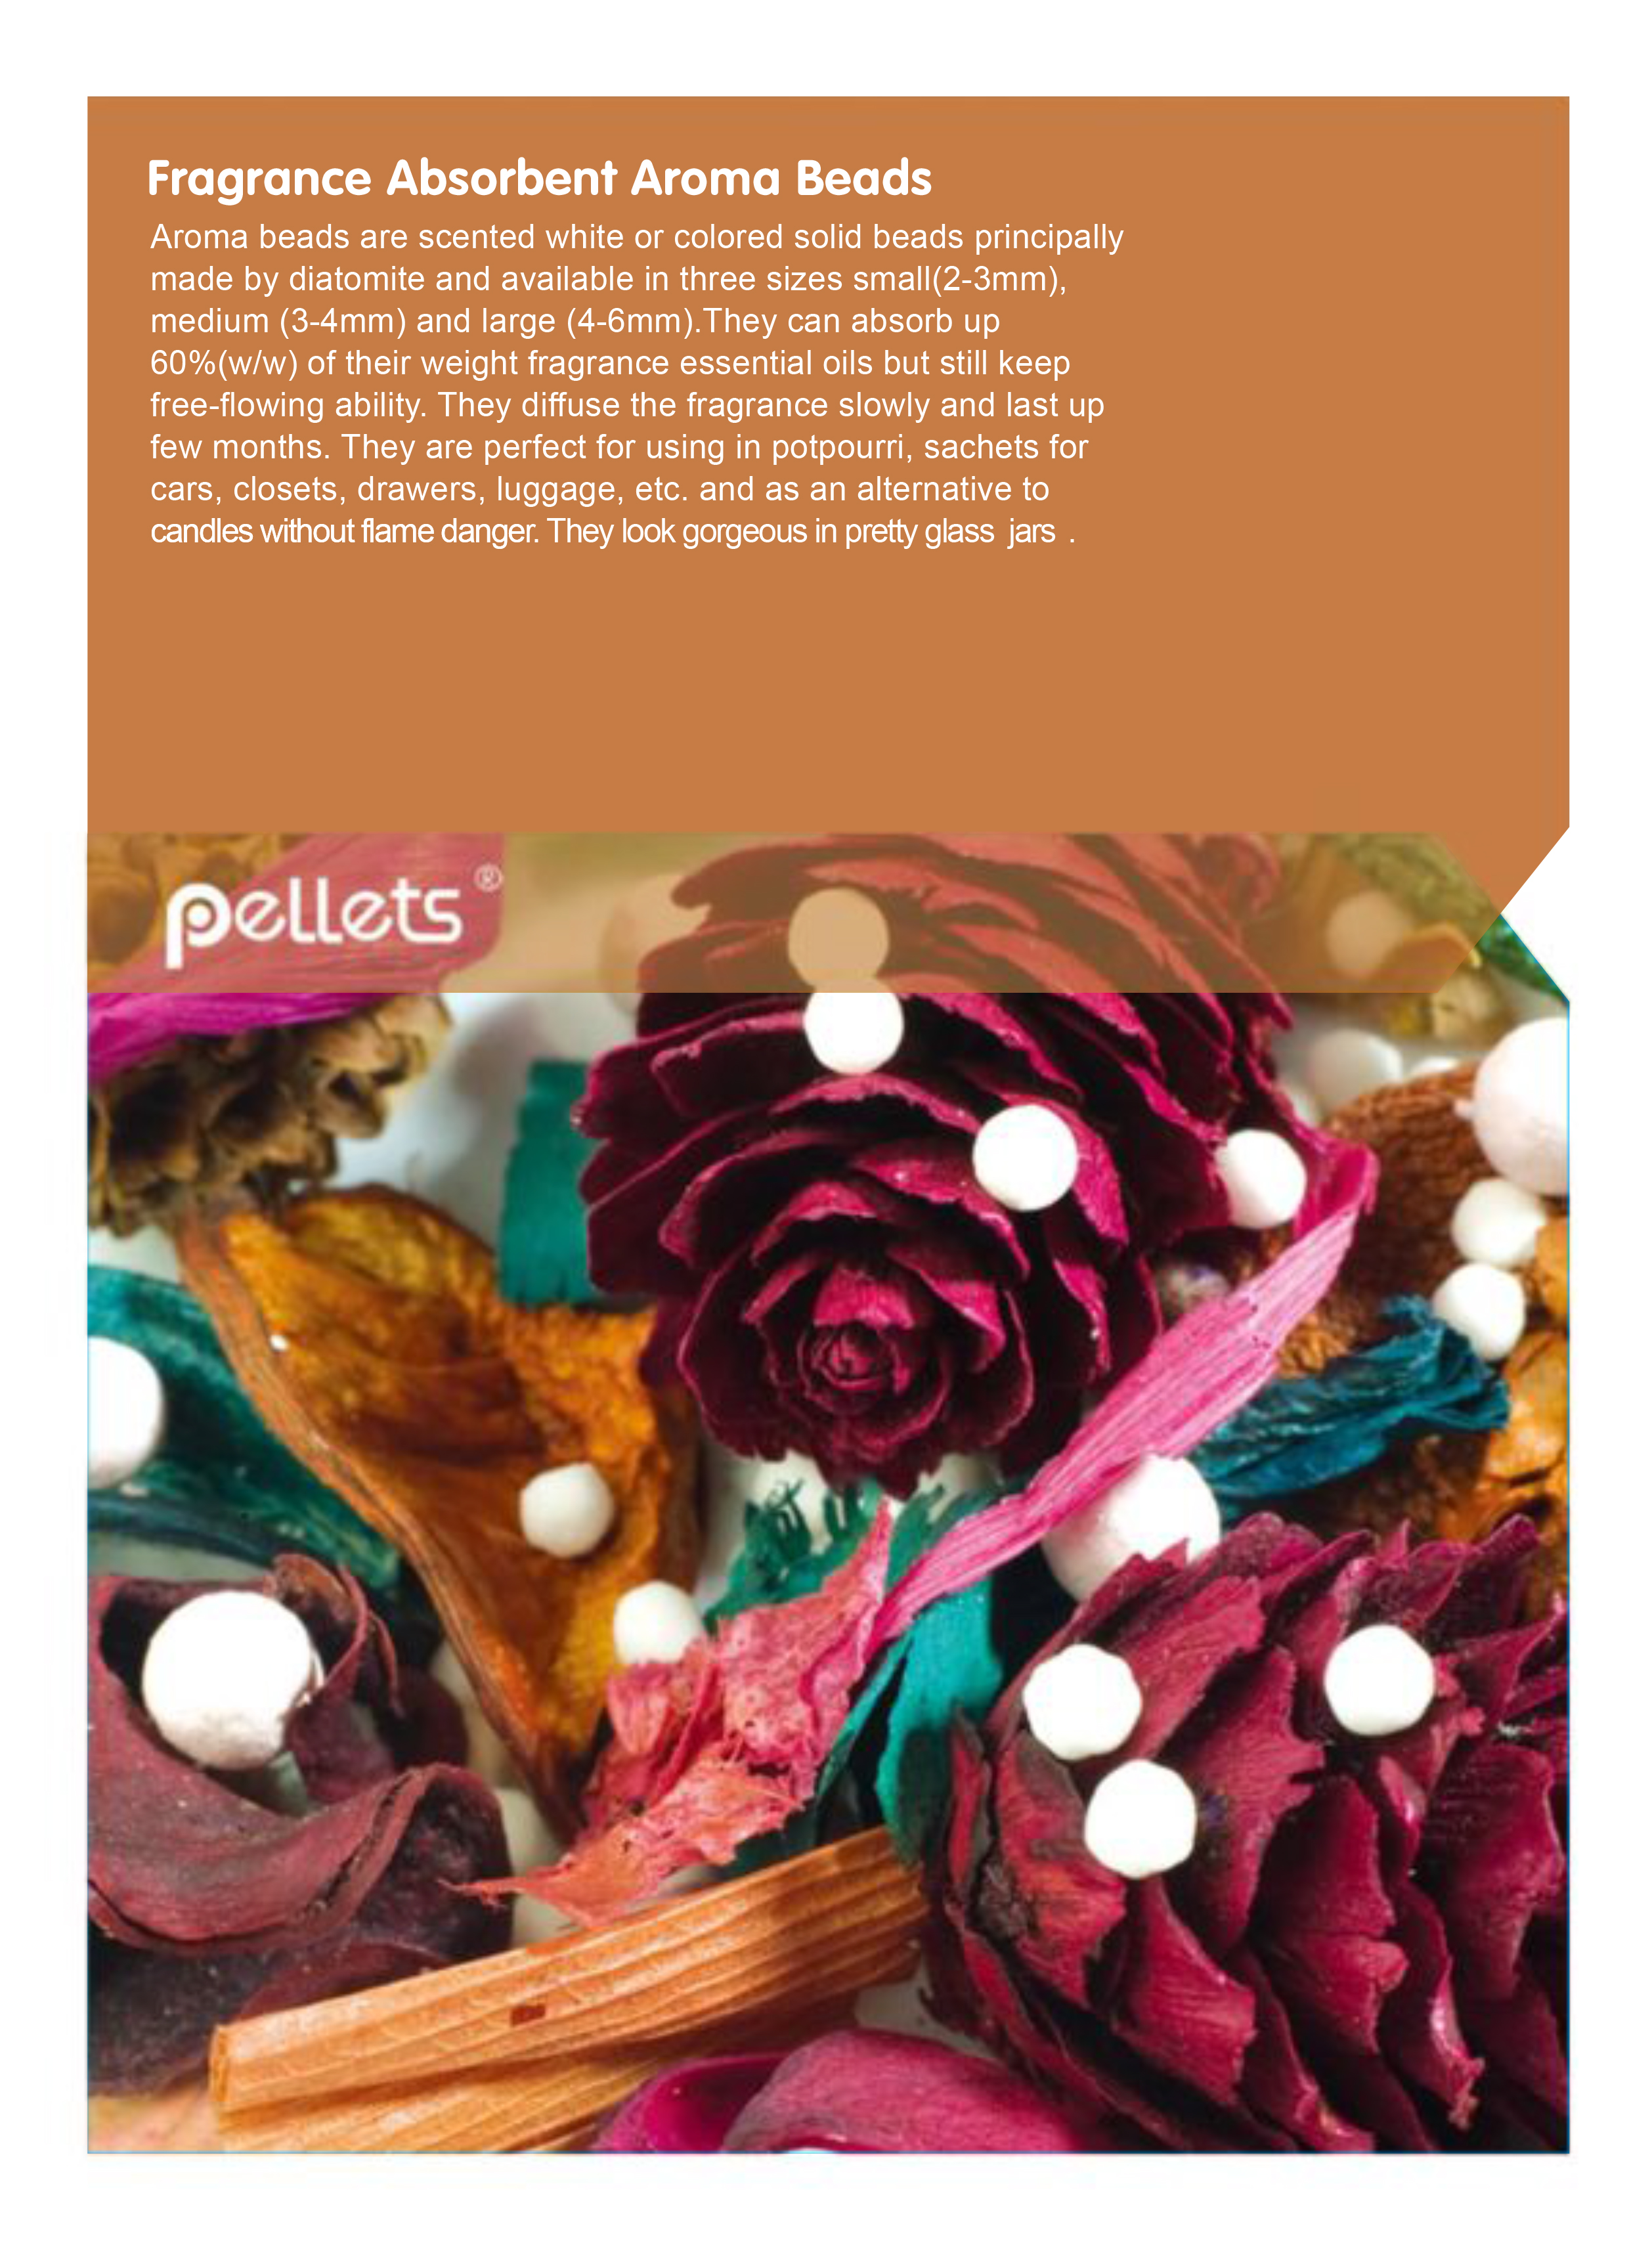 Fragrance Absorbent Aroma Beads
Aroma beads are scented white or colored solid beads principally
made by diatomite and available in three sizes small(2-3mm),
medium (3-4mm) and large (4-6mm).They can absorb up
60%(w/w) of their weight fragrance essential oils but still keep
free-flowing ability. They diffuse the fragrance slowly and last up
few months. They are perfect for using in potpourri, sachets for
cars, closets, drawers, luggage, etc. and as an alternative to
candles without flame danger. They look gorgeous in pretty glass jars .
pellets ®